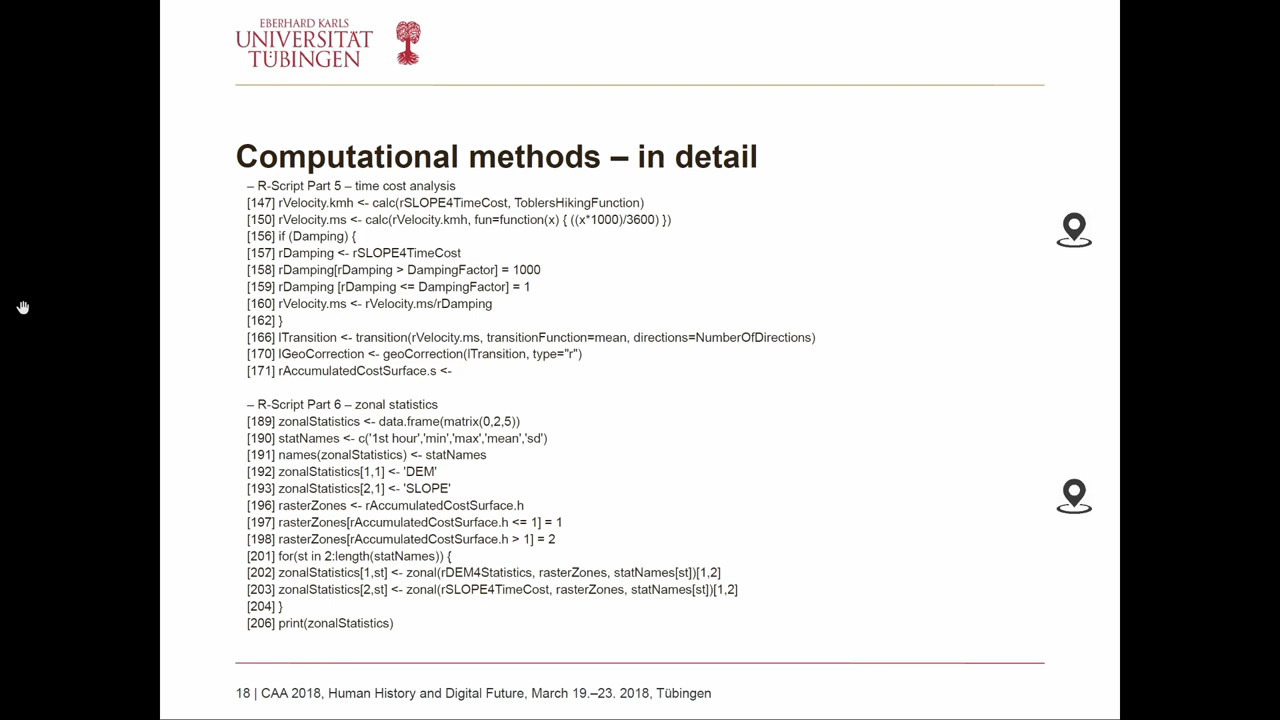 EBERHARD KARLS
UNIVERSITÄT
TÜBINGEN
Computational methods – in detail
– R-Script Part 5 – time cost analysis
[147] rVelocity.kmh <- calc(rSLOPE4TimeCost, ToblersHikingFunction)
[150] rVelocity.ms <- calc(rVelocity.kmh, fun=function(x) { ((x*1000)/3600) })
[156] if (Damping) {
[157] rDamping <- rSLOPE4TimeCost
[158] rDamping[rDamping > DampingFactor] = 1000
[159] rDamping [rDamping <= DampingFactor] = 1
[160] rVelocity.ms <- rVelocity.ms/rDamping
[162] }
[166] lTransition <- transition(rVelocity.ms, transitionFunction=mean, directions=NumberOfDirections)
[170] lGeoCorrection <- geoCorrection(lTransition, type="r")
[171] rAccumulatedCostSurface.s <-
– R-Script Part 6 – zonal statistics
[189] zonalStatistics <- data.frame(matrix(0,2,5))
[190] statNames <- c('1st hour','min','max','mean','sd')
[191] names(zonalStatistics) <- statNames
[192] zonalStatistics[1,1] <- 'DEM'
[193] zonalStatistics[2,1] <- 'SLOPE'
[196] rasterZones <- rAccumulatedCostSurface.h
[197] rasterZones[rAccumulatedCostSurface.h <= 1] = 1
[198] rasterZones[rAccumulatedCostSurface.h > 1] = 2
[201] for(st in 2:length(statNames)) {
[202] zonalStatistics[1,st] <- zonal(rDEM4Statistics, rasterZones, statNames[st])[1,2]
[203] zonalStatistics[2,st] <- zonal(rSLOPE4TimeCost, rasterZones, statNames[st])[1,2]
[204] }
[206] print(zonalStatistics)
18 | CAA 2018, Human History and Digital Future, March 19.–23. 2018, Tübingen